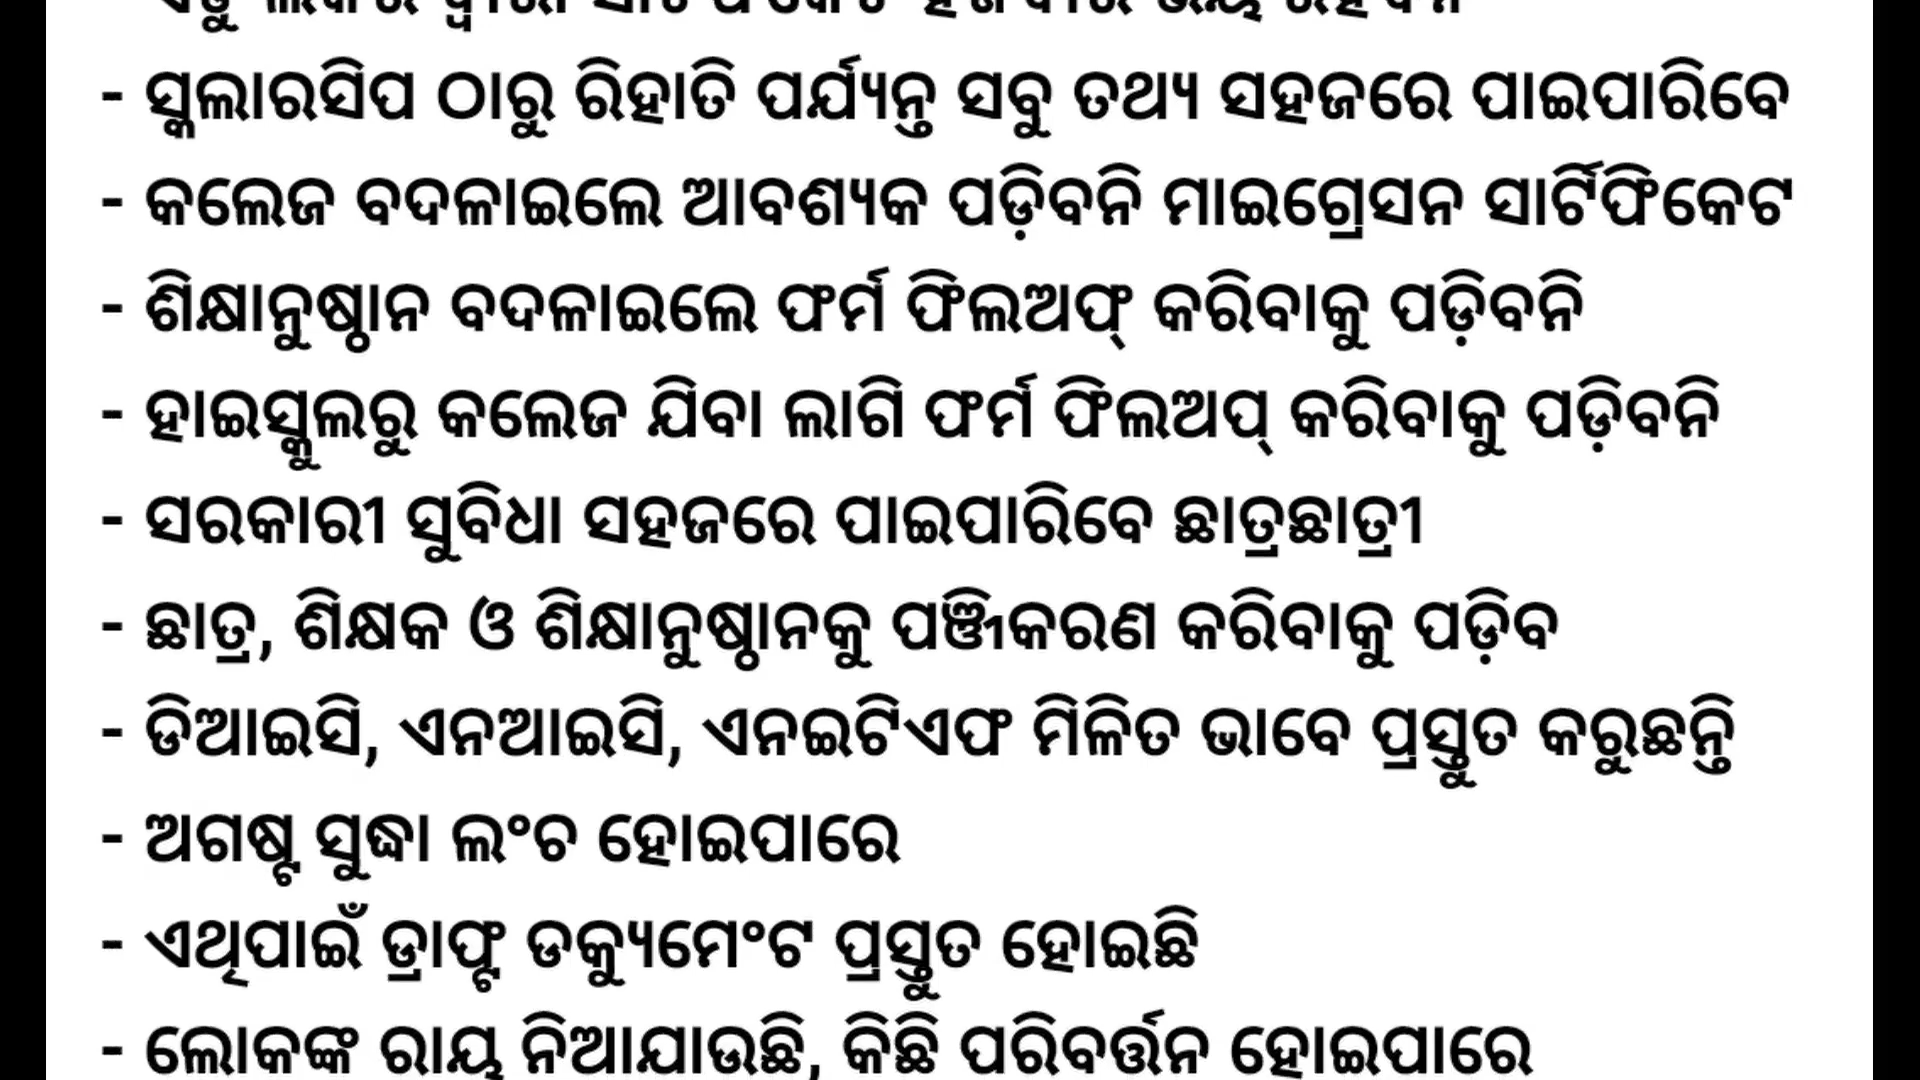 - ସ୍କଲାରସିପ ଠାରୁ ରିହାତି ପର୍ଯ୍ୟନ୍ତ ସବୁ ତଥ୍ୟ ସହଜରେ ପାଇପାରିବେ
- କଲେଜ ବଦଳାଇଲେ ଆବଶ୍ୟକ ପଡ଼ିବନି ମାଇଗ୍ରେସନ ସାର୍ଟିଫିକେଟ
- ଶିକ୍ଷାନୁଷ୍ଠାନ ବଦଳାଇଲେ ଫର୍ମ ଫିଲଅଫ୍ କରିବାକୁ ପଡ଼ିବନି
- ହାଇସ୍କୁଲରୁ କଲେଜ ଯିବା ଲାଗି ଫର୍ମ ଫିଲଅପ୍ କରିବାକୁ ପଡ଼ିବନି
- ସରକାରୀ ସୁବିଧା ସହଜରେ ପାଇପାରିବେ ଛାତ୍ରଛାତ୍ରୀ
- ଛାତ୍ର, ଶିକ୍ଷକ ଓ ଶିକ୍ଷାନୁଷ୍ଠାନକୁ ପଞ୍ଜିକରଣ କରିବାକୁ ପଡ଼ିବ
- ଡିଆଇସି, ଏନଆଇସି, ଏନଇଟିଏଫ ମିଳିତ ଭାବେ ପ୍ରସ୍ତୁତ କରୁଛନ୍ତି
- ଅଗଷ୍ଟ ସୁଦ୍ଧା ଲଂଚ ହୋଇପାରେ
- ଏଥିପାଇଁ ଡ୍ରାଫ୍ଟ ଡକ୍ୟୁମେଂଟ ପ୍ରସ୍ତୁତ ହୋଇଛି
- ଲୋକଙ୍କ ରାୟ ନିଆଯାଉଛି, କିଛି ପରିବର୍ତ୍ତନ ହୋଇପାରେ